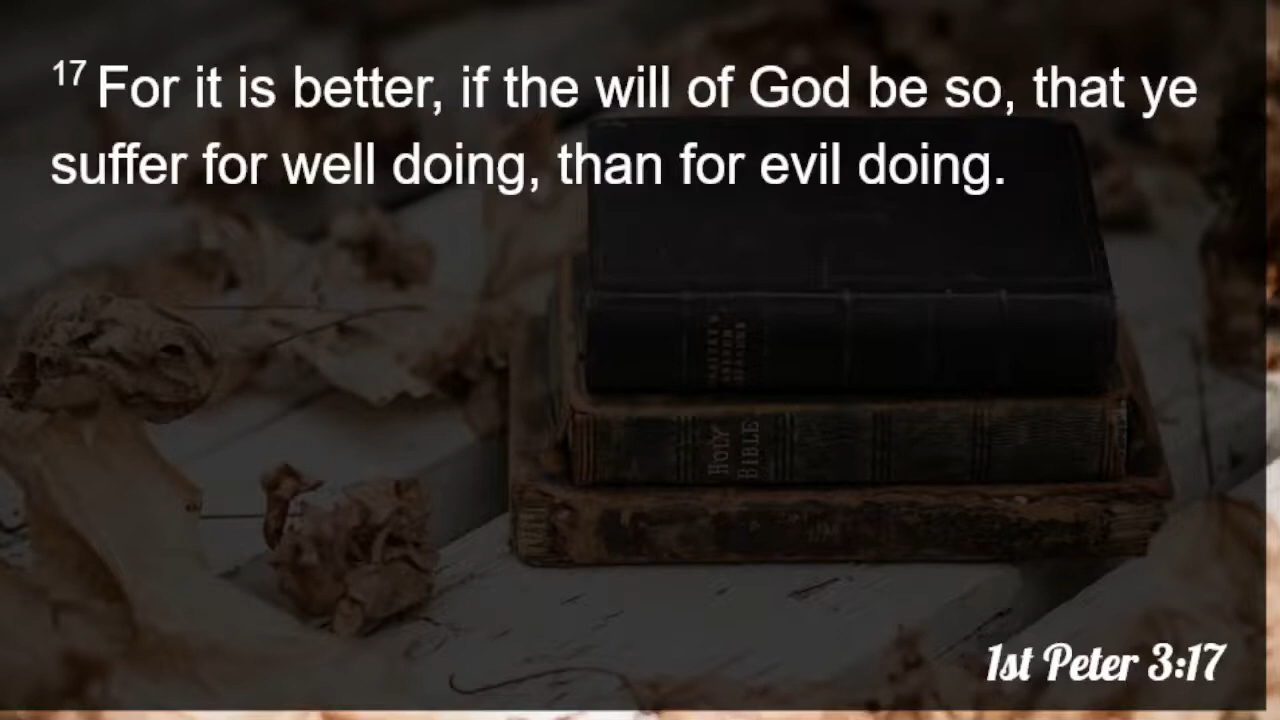 17 For it is better, if the will of God be so, that ye
suffer for well doing, than for evil doing.
HOLY
BIBLE
1st Peter 3:17